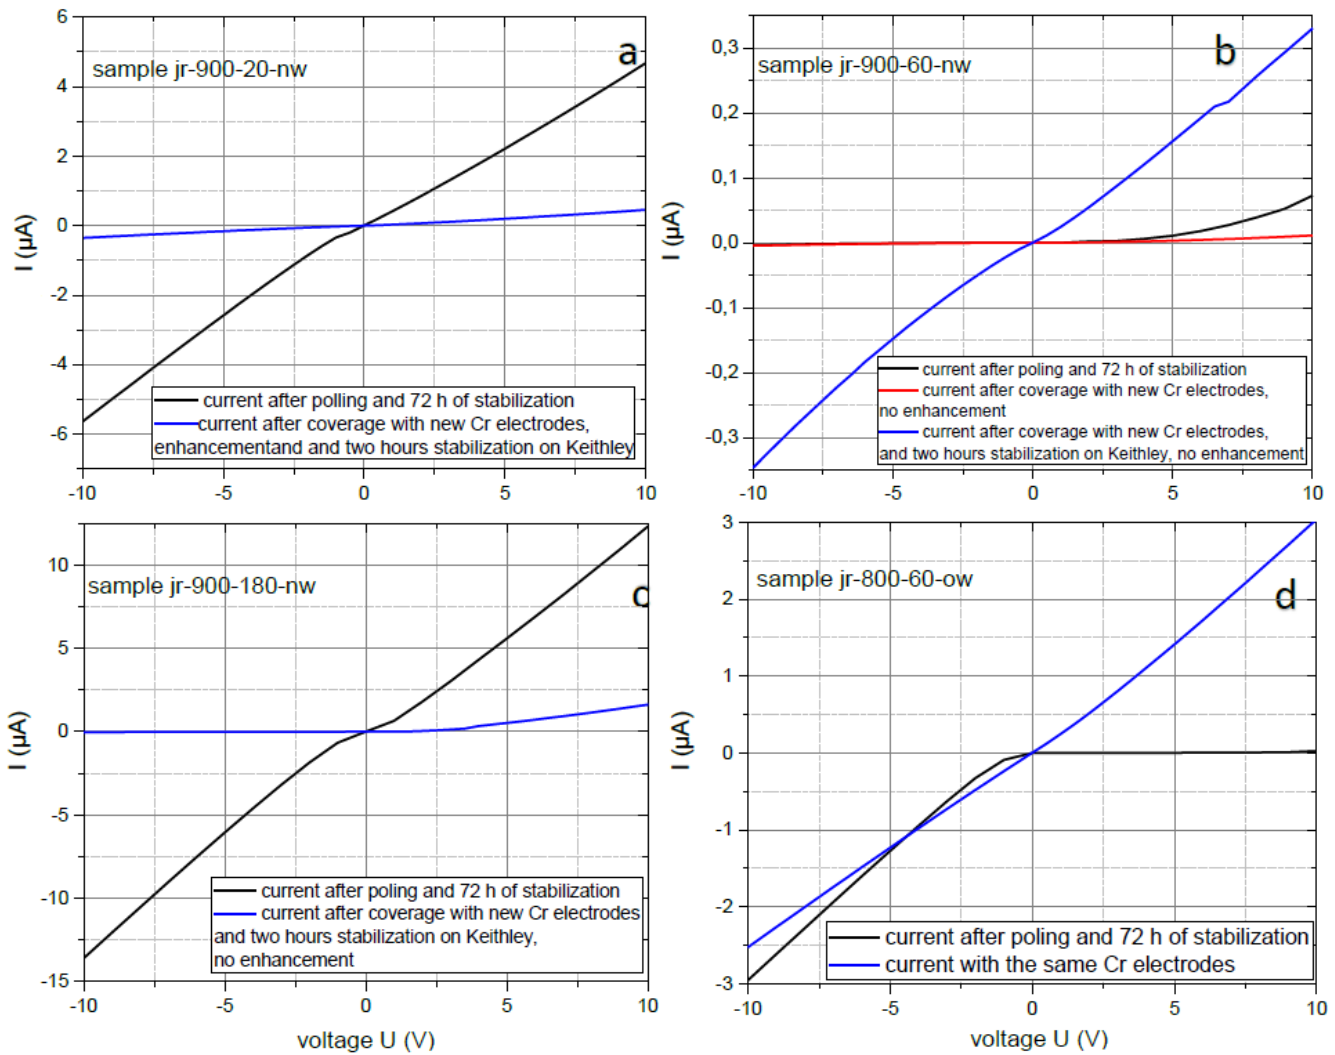 a
sample jr-900-20-nw
6
4
2
0
-2
-4
-6
I (µA)
current after polling and 72 h of stabilization
current after coverage with new Cr electrodes,
enhancementand and two hours stabilization on Keithley
-10
-5
0
5
10
b
sample jr-900-60-nw
0,3
0,2
0,1
0,0
-0,1
-0,2
-0,3
I (µA)
current after poling and 72 h of stabilization
current after coverage with new Cr electrodes,
no enhancement
current after coverage with new Cr electrodes,
and two hours stabilization on Keithley, no enhancement
-10
-5
0
5
10
c
sample jr-900-180-nw
10
5
0
-5
-10
-15
I (µA)
current after poling and 72 h of stabilization
current after coverage with new Cr electrodes
and two hours stabilization on Keithley,
no enhancement
-10
-5
0
5
10
voltage U (V)
d
sample jr-800-60-ow
3
2
1
0
-1
-2
-3
I (µA)
current after poling and 72 h of stabilization
current with the same Cr electrodes
-10
-5
0
5
10
voltage U (V)